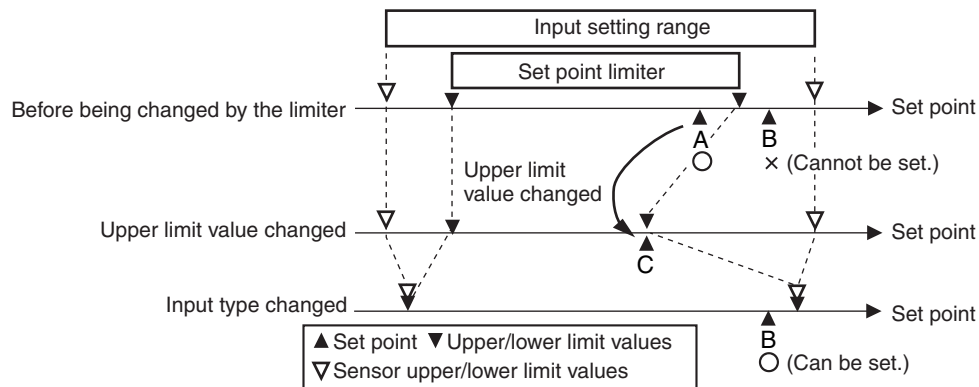 Input setting range
Set point limiter
Before being changed by the limiter
Set point
A
B
○
× (Cannot be set.)
Upper limit
value changed
Upper limit value changed
Set point
C
Input type changed
Set point
B
○ (Can be set.)
▲ Set point ▼ Upper/lower limit values
▽ Sensor upper/lower limit values